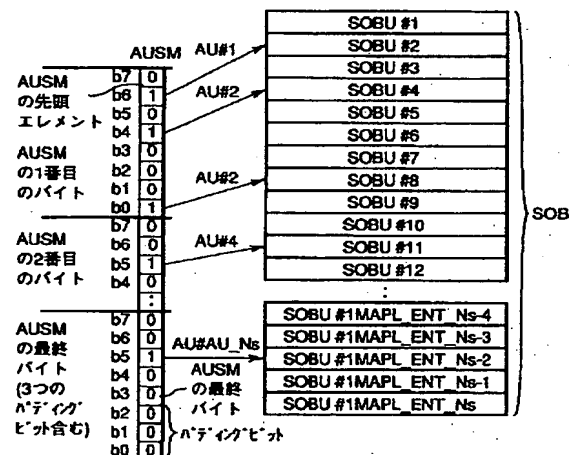 AUSM
AUSM
の先頭
エレメント
AUSM
の1番目
のバイト
AUSM
の2番目
のバイト
AUSM
の最終
バイト
(3つの
パディング
ビット含む)
b7 0
b6 1
b5 0
b4 1
b3 0
b2 0
b1 0
b0 1
b7 0
b6 0
b5 1
b4 0
⋮
b7 0
b6 0
b5 1
b4 0
b3 0
b2 0
b1 0
b0 0
AU#1
AU#2
AU#2
AU#4
AU#AU_Ns
AUSM
の最終
バイト
パディングビット
SOBU #1
SOBU #2
SOBU #3
SOBU #4
SOBU #5
SOBU #6
SOBU #7
SOBU #8
SOBU #9
SOBU #10
SOBU #11
SOBU #12
⋮
SOBU #1MAPL_ENT_Ns-4
SOBU #1MAPL_ENT_Ns-3
SOBU #1MAPL_ENT_Ns-2
SOBU #1MAPL_ENT_Ns-1
SOBU #1MAPL_ENT_Ns
SOB